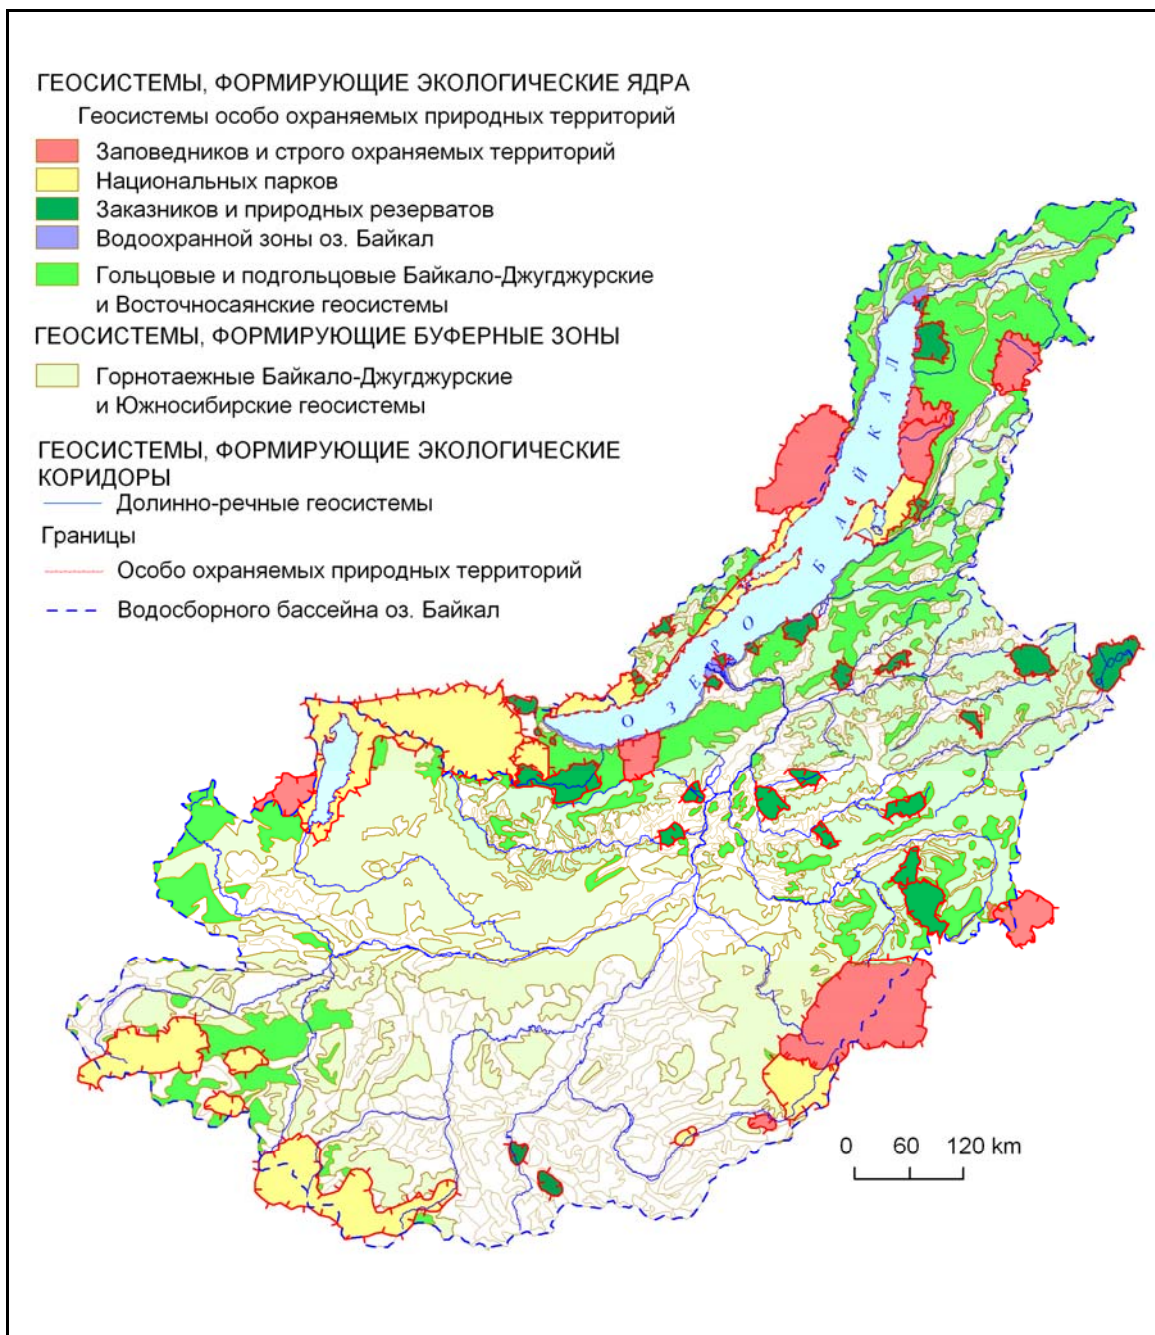 ГЕОСИСТЕМЫ, ФОРМИРУЮЩИЕ ЭКОЛОГИЧЕСКИЕ ЯДРА
Геосистемы особо охраняемых природных территорий
Заповедников и строго охраняемых территорий
Национальных парков
Заказников и природных резерватов
Водоохранной зоны оз. Байкал
Гольцовые и подгольцовые Байкало-Джугджурские
и Восточносаянские геосистемы
ГЕОСИСТЕМЫ, ФОРМИРУЮЩИЕ БУФЕРНЫЕ ЗОНЫ
Горнотаежные Байкало-Джугджурские
и Южносибирские геосистемы
ГЕОСИСТЕМЫ, ФОРМИРУЮЩИЕ ЭКОЛОГИЧЕСКИЕ
КОРИДОРЫ
Долинно-речные геосистемы
Границы
Особо охраняемых природных территорий
Водосборного бассейна оз. Байкал
ОЗЕРО БАЙКАЛ
0 60 120 km